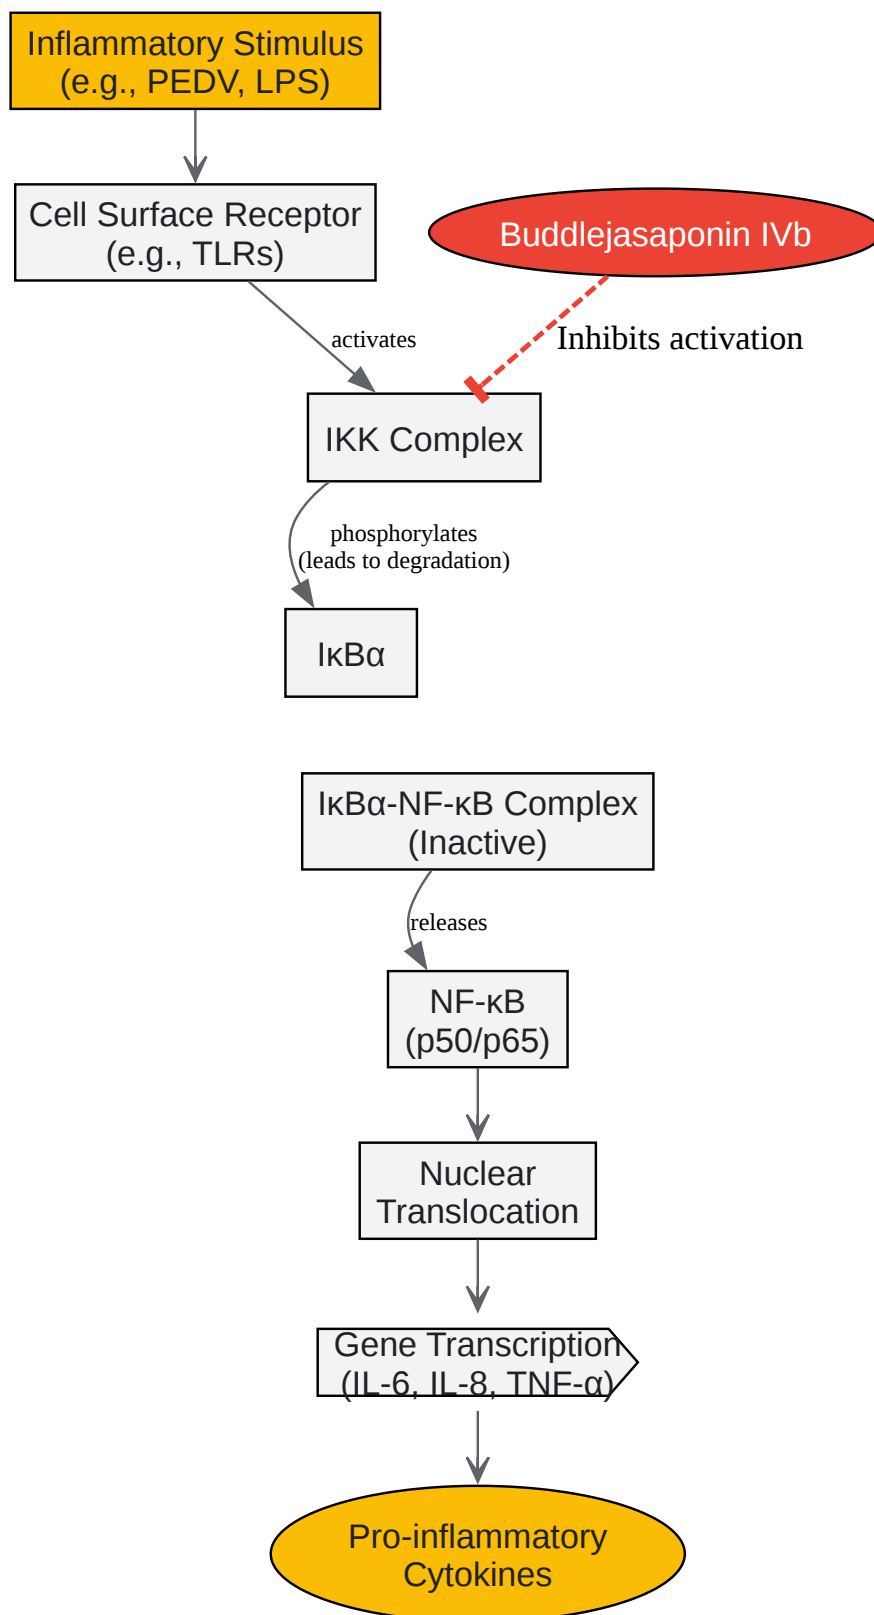 Inflammatory Stimulus
(e.g., PEDV, LPS)
Cell Surface Receptor
(e.g., TLRs)
Buddlejasaponin IVb
activates
Inhibits activation
IKK Complex
phosphorylates
(leads to degradation)
IκBα
IκBα-NF-κB Complex
(Inactive)
releases
NF-κB
(p50/p65)
Nuclear
Translocation
Gene Transcription
(IL-6, IL-8, TNF-α)
Pro-inflammatory
Cytokines